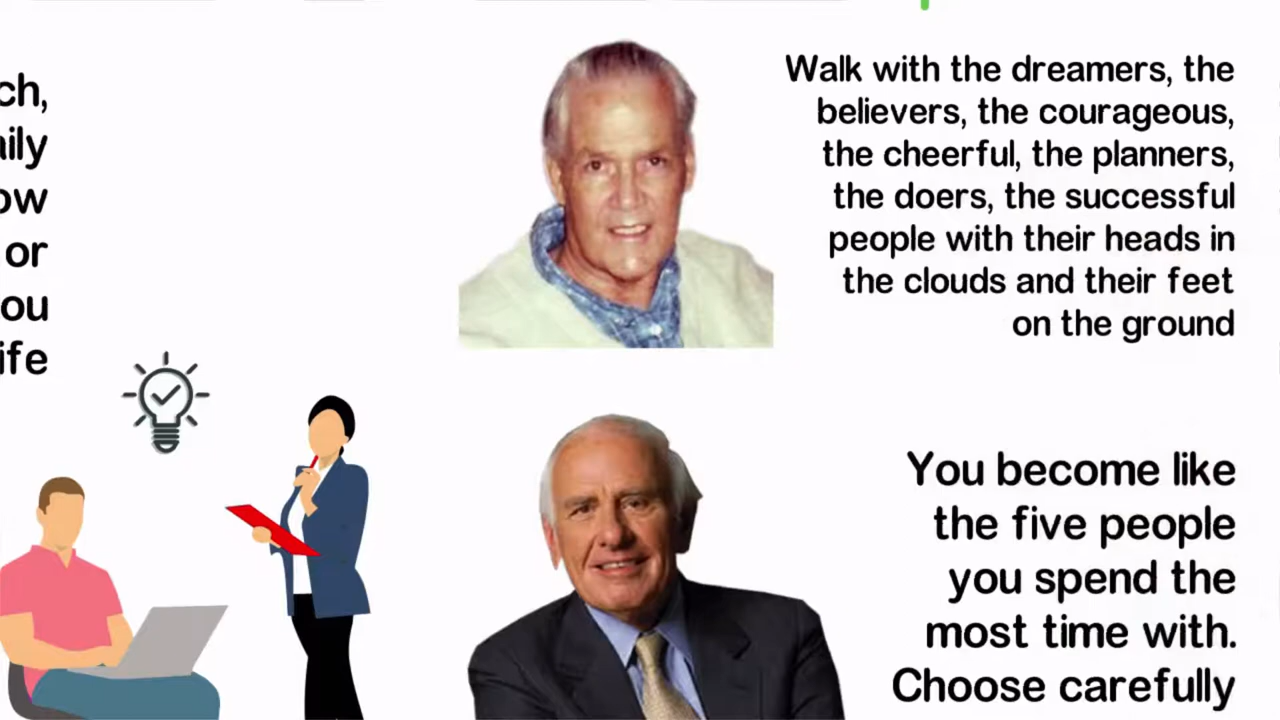 Walk with the dreamers, the
believers, the courageous,
the cheerful, the planners,
the doers, the successful
people with their heads in
the clouds and their feet
on the ground
or
You become like
the five people
you spend the
most time with.
Choose carefully